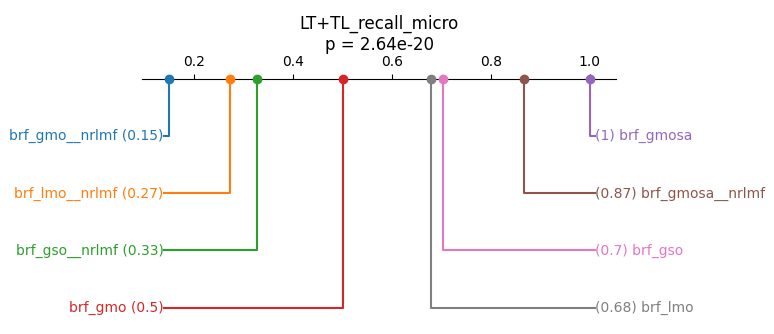 LT+TL_recall_micro
p = 2.64e-20
0.2 0.4 0.6 0.8 1.0
brf_gmo__nrlmf (0.15) (1) brf_gmosa
brf_lmo__nrlmf (0.27) (0.87) brf_gmosa__nrlmf
brf_gso__nrlmf (0.33) (0.7) brf_gso
brf_gmo (0.5) (0.68) brf_lmo